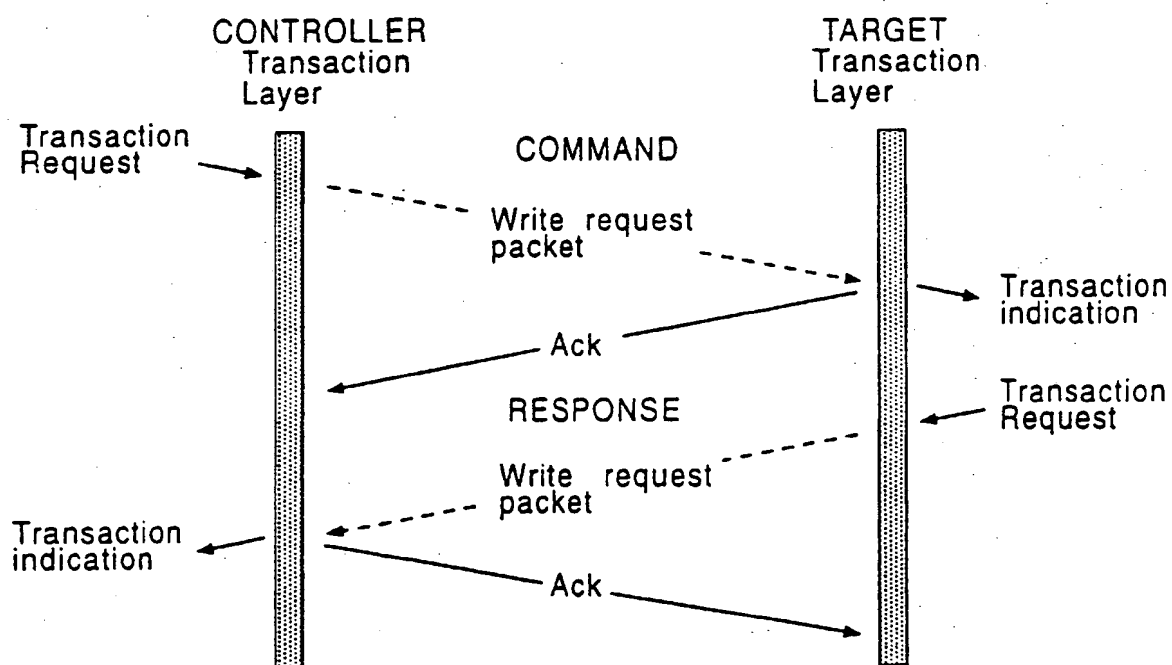 CONTROLLER
Transaction
Layer
TARGET
Transaction
Layer
Transaction
Request
COMMAND
Write request
packet
Transaction
indication
Ack
RESPONSE
Transaction
Request
Write request
packet
Transaction
indication
Ack